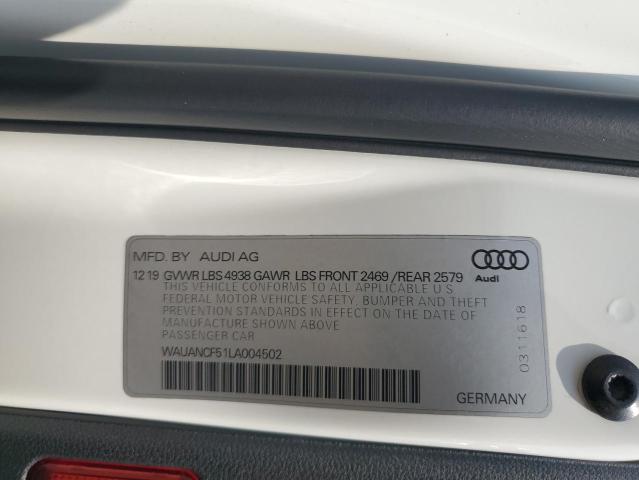 MFD. BY AUDI AG
12 19 GVWR LBS 4938 GAWR LBS FRONT 2469 /REAR 2579
THIS VEHICLE CONFORMS TO ALL APPLICABLE U S
FEDERAL MOTOR VEHICLE SAFETY, BUMPER AND THEFT
PREVENTION STANDARDS IN EFFECT ON THE DATE OF
MANUFACTURE SHOWN ABOVE
PASSENGER CAR
WAUANCF51LA004502
Audi
0311618
GERMANY